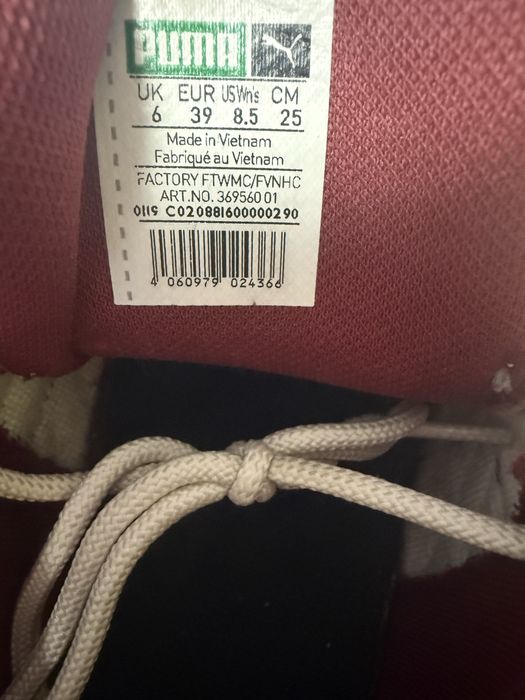 PUMA
UK EUR US Wn's CM
6 39 8.5 25
Made in Vietnam
Fabriqué au Vietnam
FACTORY FTWMC/FVNHC
ART.NO. 369560 01
0119 C020881600000290
4 060979 024366